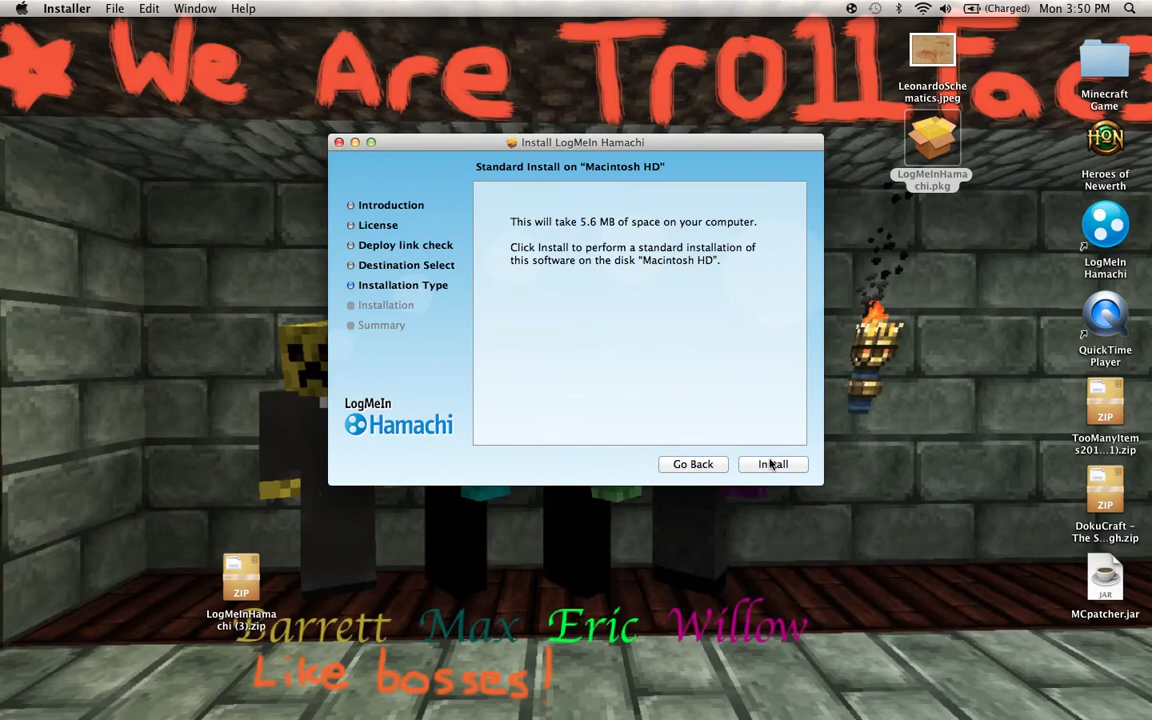 Installer File Edit Window Help (Charged) Mon 3:50 PM
We Are TrollFac
LeonardoSche
matics.jpeg
Minecraft
Game
LogMeInHama
chi.pkg
HON
Heroes of
Newerth
LogMeIn
Hamachi
QuickTime
Player
ZIP
TooManyItem
s201...1).zip
ZIP
DokuCraft -
The S...gh.zip
JAR
MCpatcher.jar
Install LogMeIn Hamachi
Standard Install on "Macintosh HD"
Introduction
License
Deploy link check
Destination Select
Installation Type
Installation
Summary
This will take 5.6 MB of space on your computer.
Click Install to perform a standard installation of
this software on the disk "Macintosh HD".
LogMeIn
Hamachi
Go Back Install
ZIP
LogMeInHama
chi (3).zip
Barrett Max Eric Willow
Like bosses!